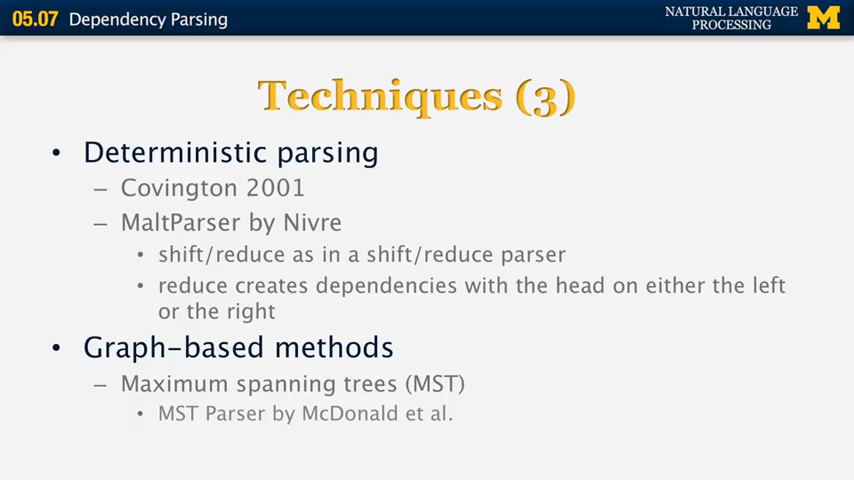 05.07 Dependency Parsing
NATURAL LANGUAGE
PROCESSING
M
Techniques (3)
• Deterministic parsing
– Covington 2001
– MaltParser by Nivre
• shift/reduce as in a shift/reduce parser
• reduce creates dependencies with the head on either the left
or the right
• Graph-based methods
– Maximum spanning trees (MST)
• MST Parser by McDonald et al.